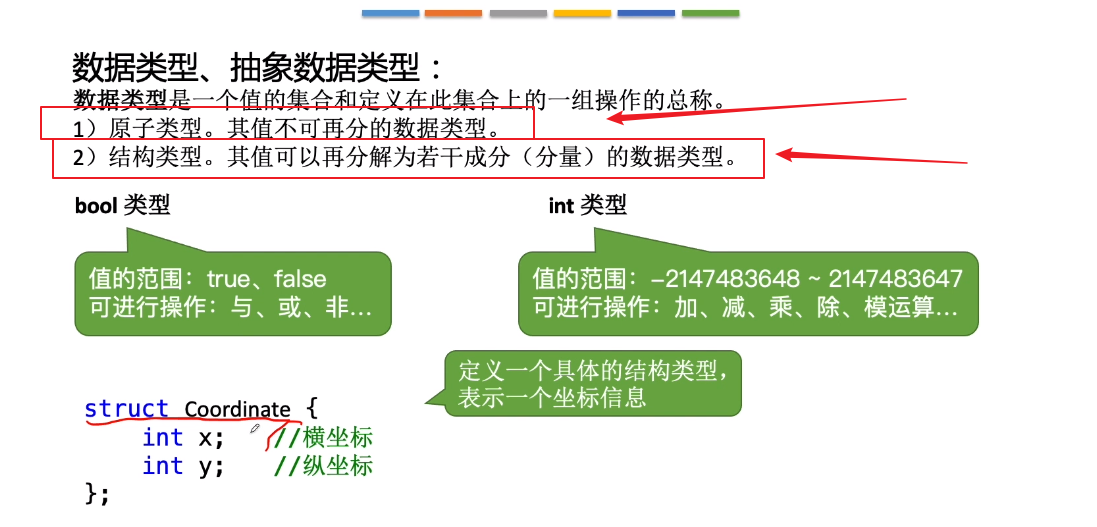 数据类型、抽象数据类型：
数据类型是一个值的集合和定义在此集合上的一组操作的总称。
1）原子类型。其值不可再分的数据类型。
2）结构类型。其值可以再分解为若干成分（分量）的数据类型。
bool 类型
值的范围：true、false
可进行操作：与、或、非…
int 类型
值的范围：-2147483648 ~ 2147483647
可进行操作：加、减、乘、除、模运算…
定义一个具体的结构类型，
表示一个坐标信息
struct Coordinate {
int x; //横坐标
int y; //纵坐标
};